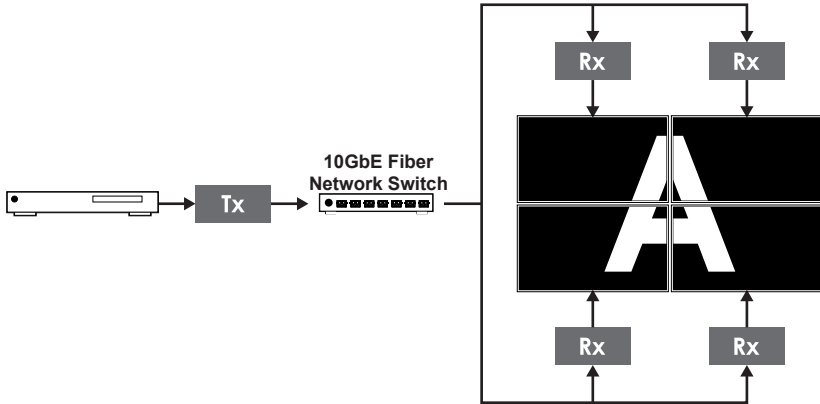 Rx Rx
10GbE Fiber
Network Switch
Tx
A
Rx Rx